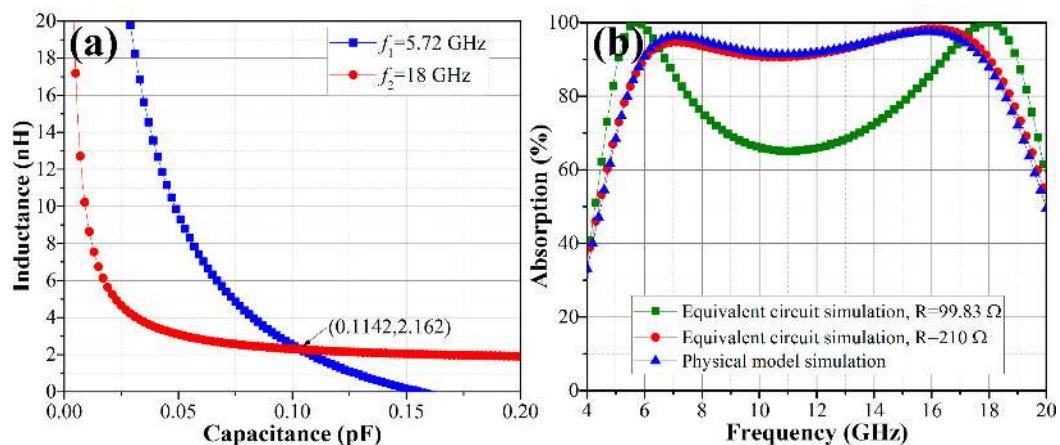 (a)
f₁=5.72 GHz
f₂=18 GHz
(0.1142,2.162)
Inductance (nH)
20
18
16
14
12
10
8
6
4
2
0
0.00 0.05 0.10 0.15 0.20
Capacitance (pF)
(b)
Absorption (%)
100
80
60
40
20
0
Equivalent circuit simulation, R=99.83 Ω
Equivalent circuit simulation, R=210 Ω
Physical model simulation
4 6 8 10 12 14 16 18 20
Frequency (GHz)